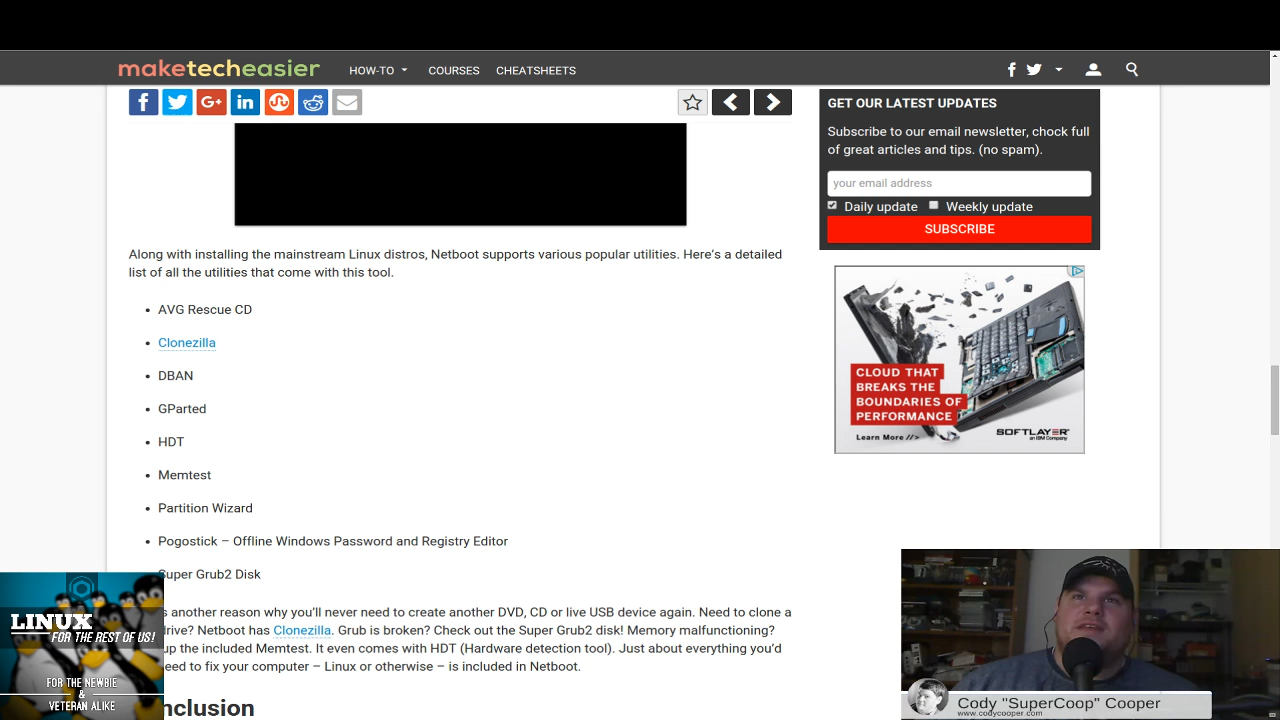 maketecheasier
HOW-TO
COURSES
CHEATSHEETS
GET OUR LATEST UPDATES
Subscribe to our email newsletter, chock full
of great articles and tips. (no spam).
your email address
Daily update
Weekly update
SUBSCRIBE
Along with installing the mainstream Linux distros, Netboot supports various popular utilities. Here's a detailed
list of all the utilities that come with this tool.
• AVG Rescue CD
• Clonezilla
• DBAN
• GParted
• HDT
• Memtest
• Partition Wizard
• Pogostick – Offline Windows Password and Registry Editor
Super Grub2 Disk
another reason why you'll never need to create another DVD, CD or live USB device again. Need to clone a
drive? Netboot has Clonezilla. Grub is broken? Check out the Super Grub2 disk! Memory malfunctioning?
up the included Memtest. It even comes with HDT (Hardware detection tool). Just about everything you'd
need to fix your computer – Linux or otherwise – is included in Netboot.
nclusion
CLOUD THAT
BREAKS THE
BOUNDARIES OF
PERFORMANCE
Learn More //>
SOFTLAYER
an IBM Company
LINUX
FOR THE REST OF US!
FOR THE NEWBIE
&
VETERAN ALIKE
Cody "SuperCoop" Cooper
www.codycooper.com